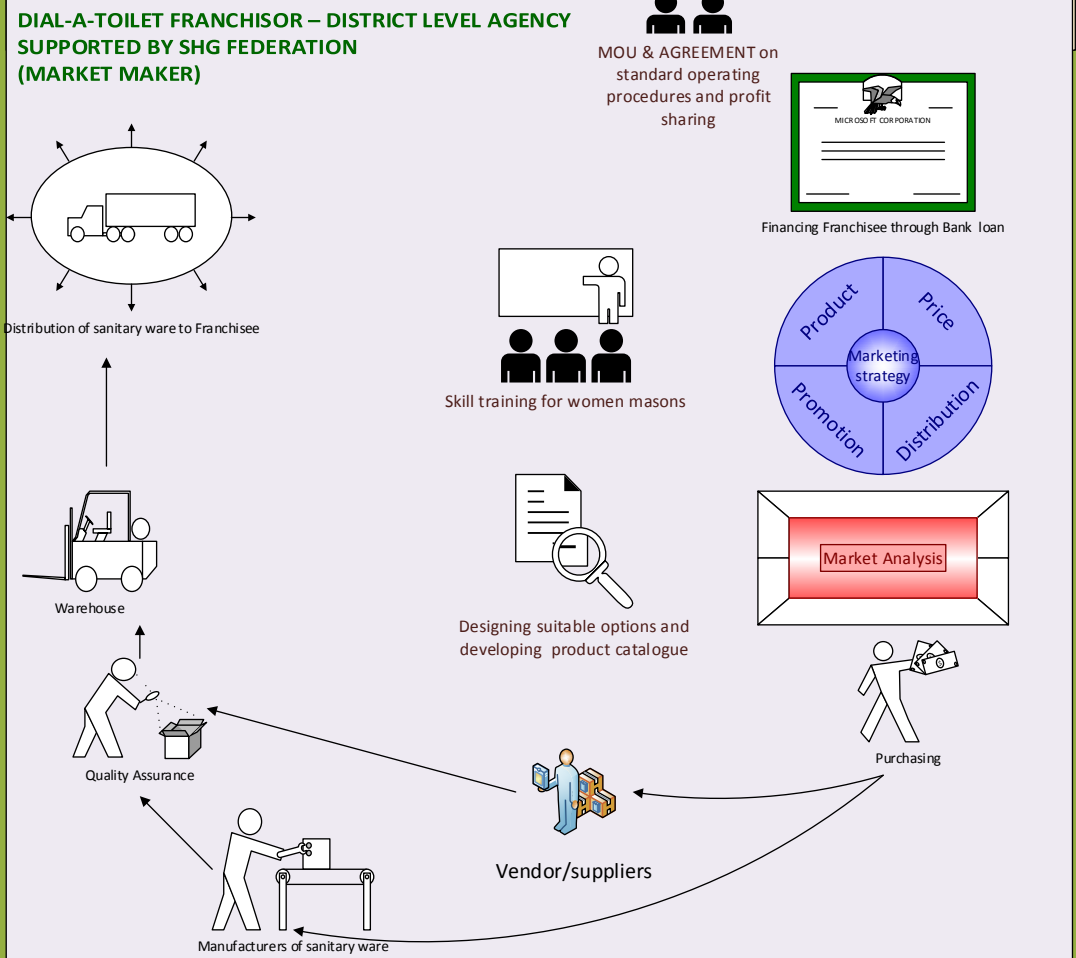 DIAL-A-TOILET FRANCHISOR – DISTRICT LEVEL AGENCY
SUPPORTED BY SHG FEDERATION
(MARKET MAKER)
MOU & AGREEMENT on
standard operating
procedures and profit
sharing
MICROSOFT CORPORATION
Financing Franchisee through Bank loan
Distribution of sanitary ware to Franchisee
Product
Price
Marketing
strategy
Promotion
Distribution
Skill training for women masons
Market Analysis
Warehouse
Designing suitable options and
developing product catalogue
Purchasing
Quality Assurance
Vendor/suppliers
Manufacturers of sanitary ware